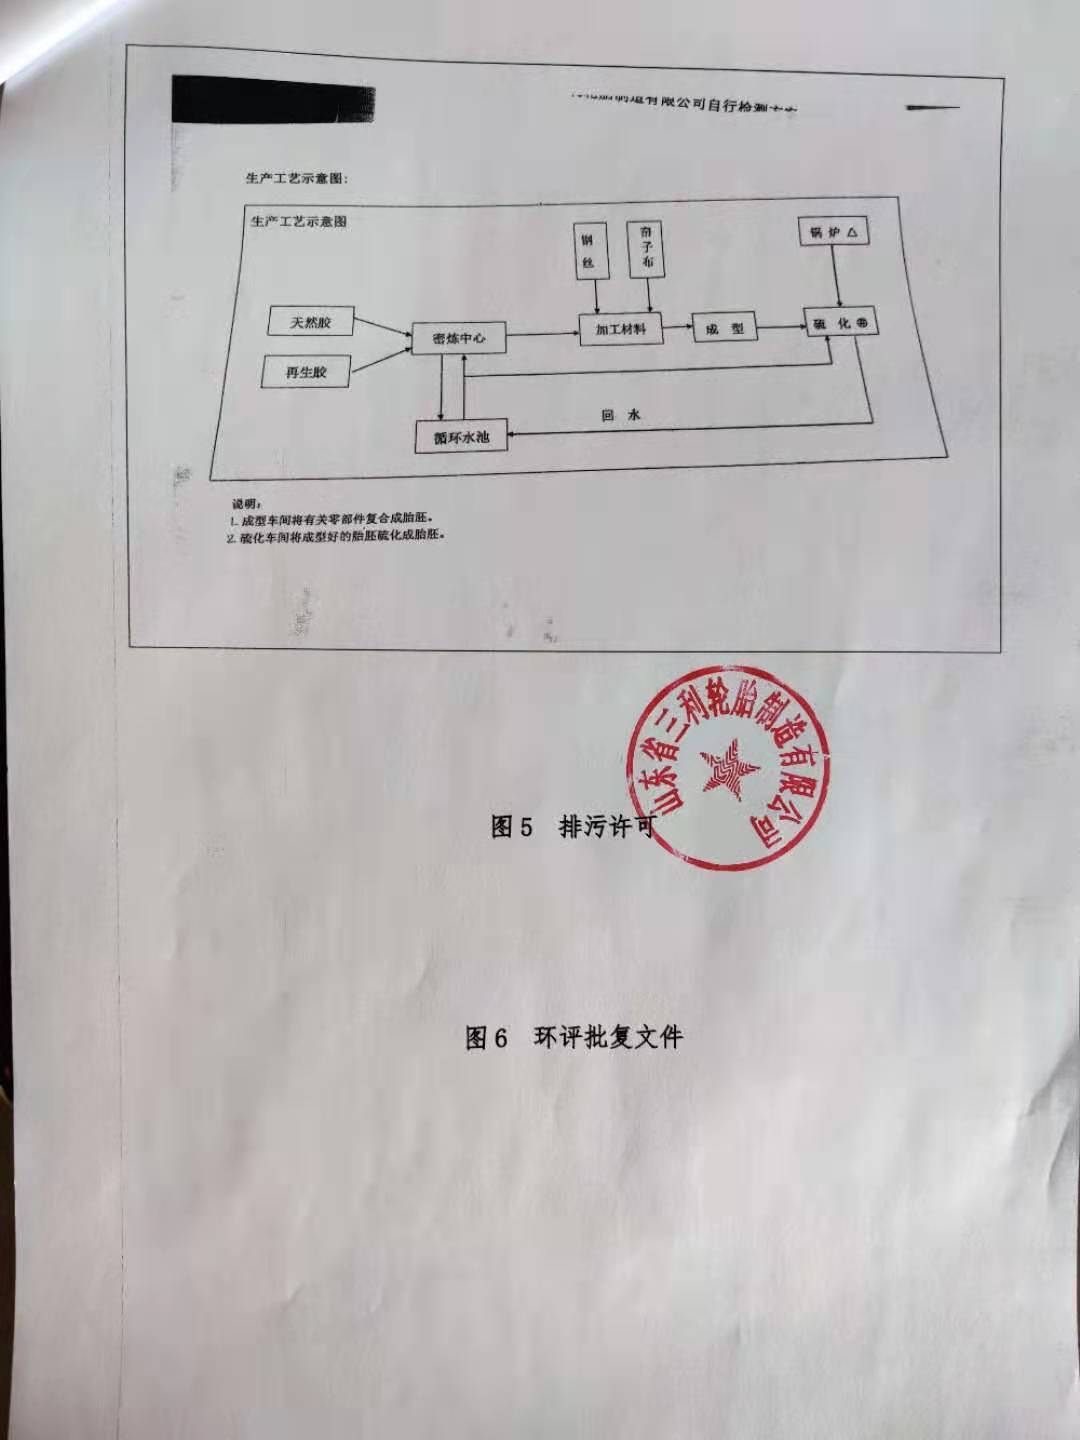 制造有限公司自行检测方案
生产工艺示意图:
生产工艺示意图
钢丝
帘子布
锅 炉 △
天然胶
密炼中心
加工材料
成 型
硫 化 ⊕
再生胶
回 水
循环水池
说明:
1. 成型车间将有关零部件复合成胎胚。
2. 硫化车间将成型好的胎胚硫化成胎胚。
山东省三利轮胎制造有限公司
图5 排污许可
图6 环评批复文件